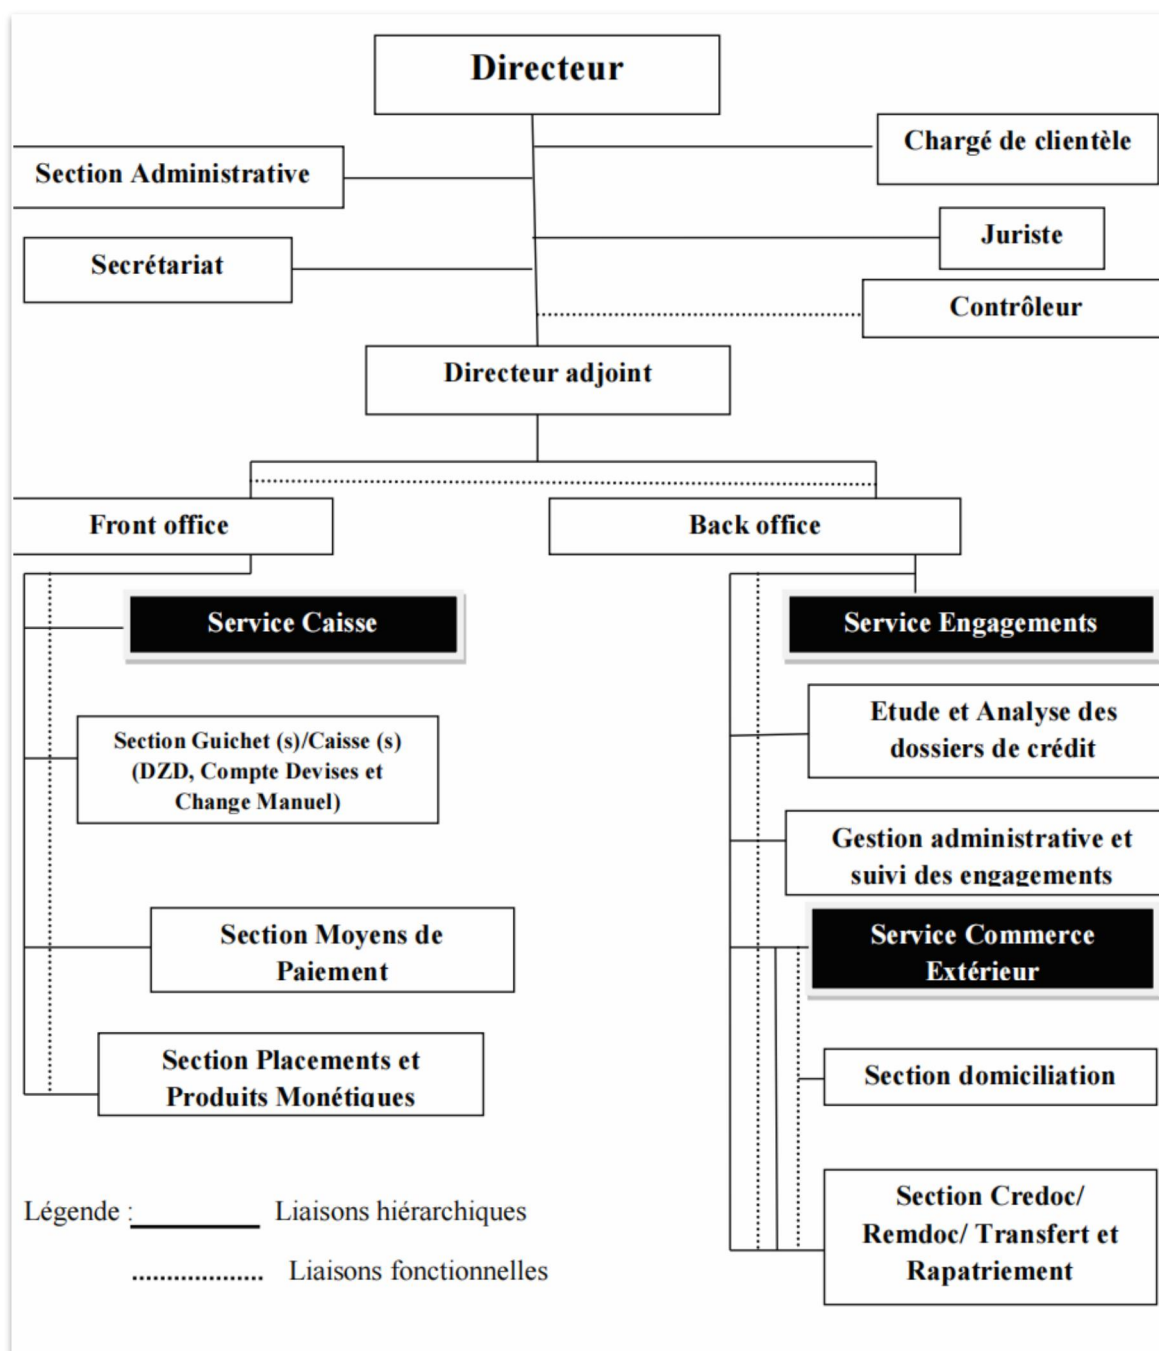 Directeur
Chargé de clientèle
Section Administrative
Juriste
Secrétariat
Contrôleur
Directeur adjoint
Front office
Back office
Service Caisse
Service Engagements
Section Guichet (s)/Caisse (s)
(DZD, Compte Devises et
Change Manuel)
Etude et Analyse des
dossiers de crédit
Gestion administrative et
suivi des engagements
Section Moyens de
Paiement
Service Commerce
Extérieur
Section Placements et
Produits Monétiques
Section domiciliation
Section Credoc/
Remdoc/ Transfert et
Rapatriement
Légende : Liaisons hiérarchiques
Liaisons fonctionnelles